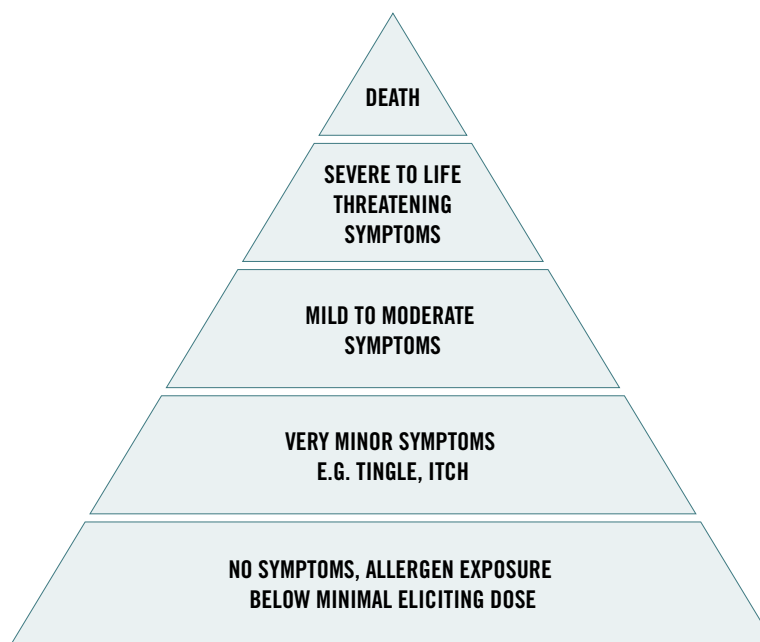 DEATH
SEVERE TO LIFE
THREATENING
SYMPTOMS
MILD TO MODERATE
SYMPTOMS
VERY MINOR SYMPTOMS
E.G. TINGLE, ITCH
NO SYMPTOMS, ALLERGEN EXPOSURE
BELOW MINIMAL ELICITING DOSE